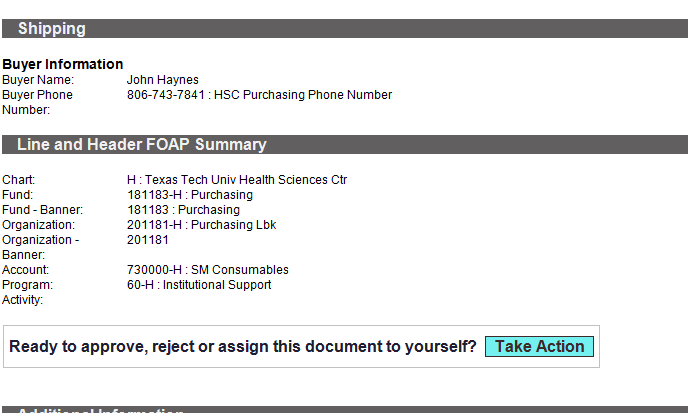 Shipping
Buyer Information
Buyer Name: John Haynes
Buyer Phone 806-743-7841 : HSC Purchasing Phone Number
Number:
Line and Header FOAP Summary
Chart: H : Texas Tech Univ Health Sciences Ctr
Fund: 181183-H : Purchasing
Fund - Banner: 181183 : Purchasing
Organization: 201181-H : Purchasing Lbk
Organization - 201181
Banner:
Account: 730000-H : SM Consumables
Program: 60-H : Institutional Support
Activity:
Ready to approve, reject or assign this document to yourself? Take Action
Additional Information